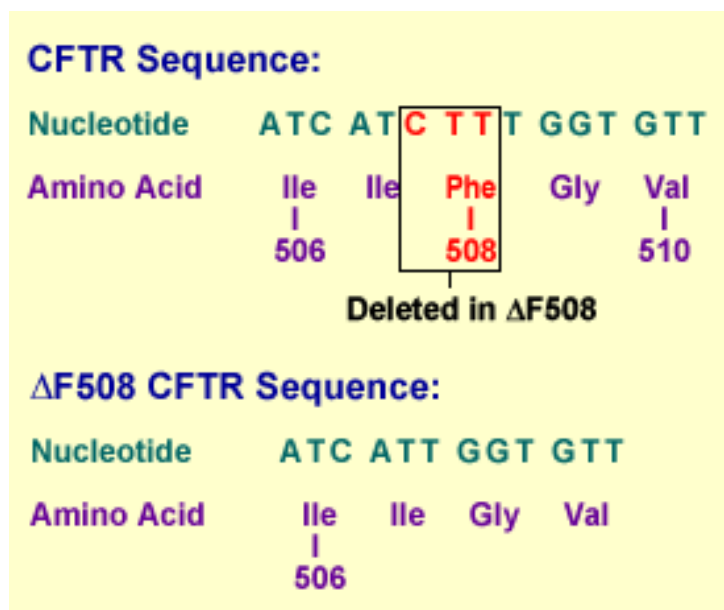 CFTR Sequence:
Nucleotide ATC ATC TTT GGT GTT
Amino Acid Ile Ile Phe Gly Val
506 508 510
Deleted in ΔF508
ΔF508 CFTR Sequence:
Nucleotide ATC ATT GGT GTT
Amino Acid Ile Ile Gly Val
506